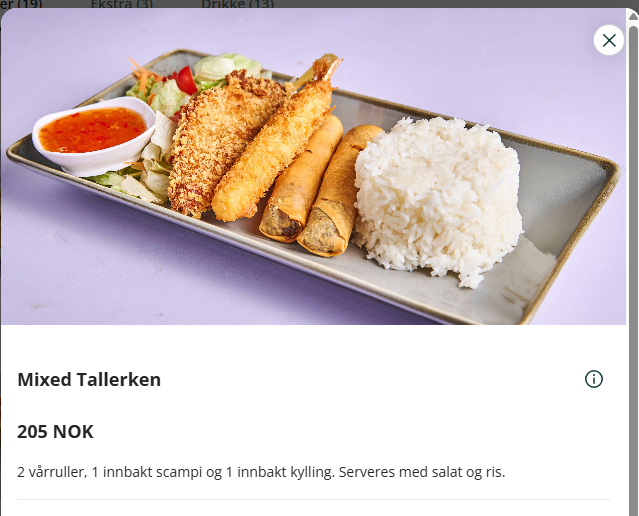 er (19) Ekstra (3) Drikke (13)
Mixed Tallerken
205 NOK
2 vårruller, 1 innbakt scampi og 1 innbakt kylling. Serveres med salat og ris.